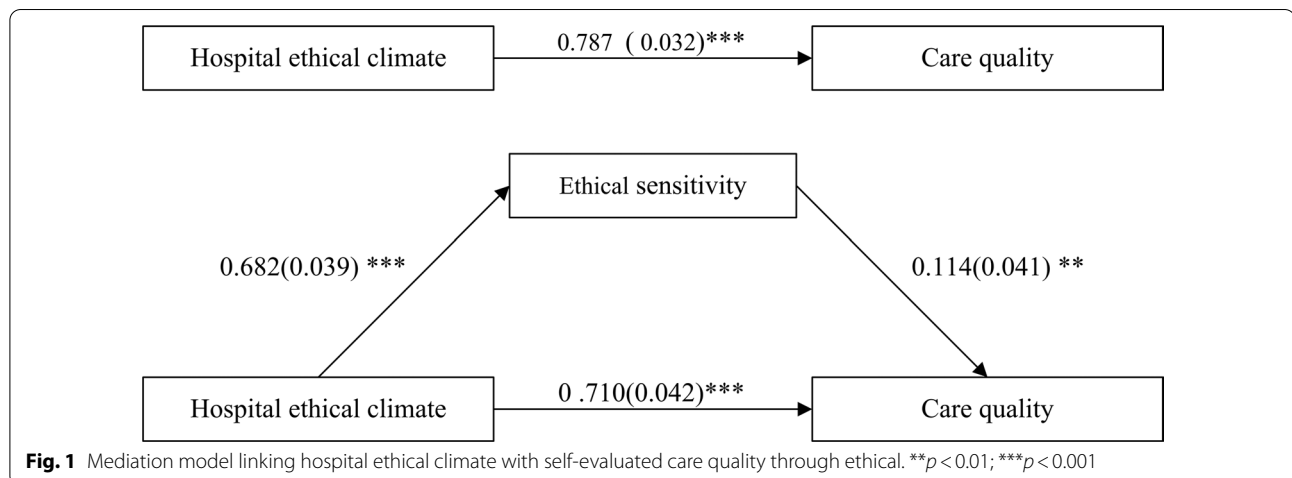 0.787 ( 0.032)***
Hospital ethical climate
Care quality
Ethical sensitivity
0.682(0.039) ***
0.114(0.041) **
0 .710(0.042)***
Hospital ethical climate
Care quality
Fig. 1 Mediation model linking hospital ethical climate with self-evaluated care quality through ethical. **p < 0.01; ***p < 0.001